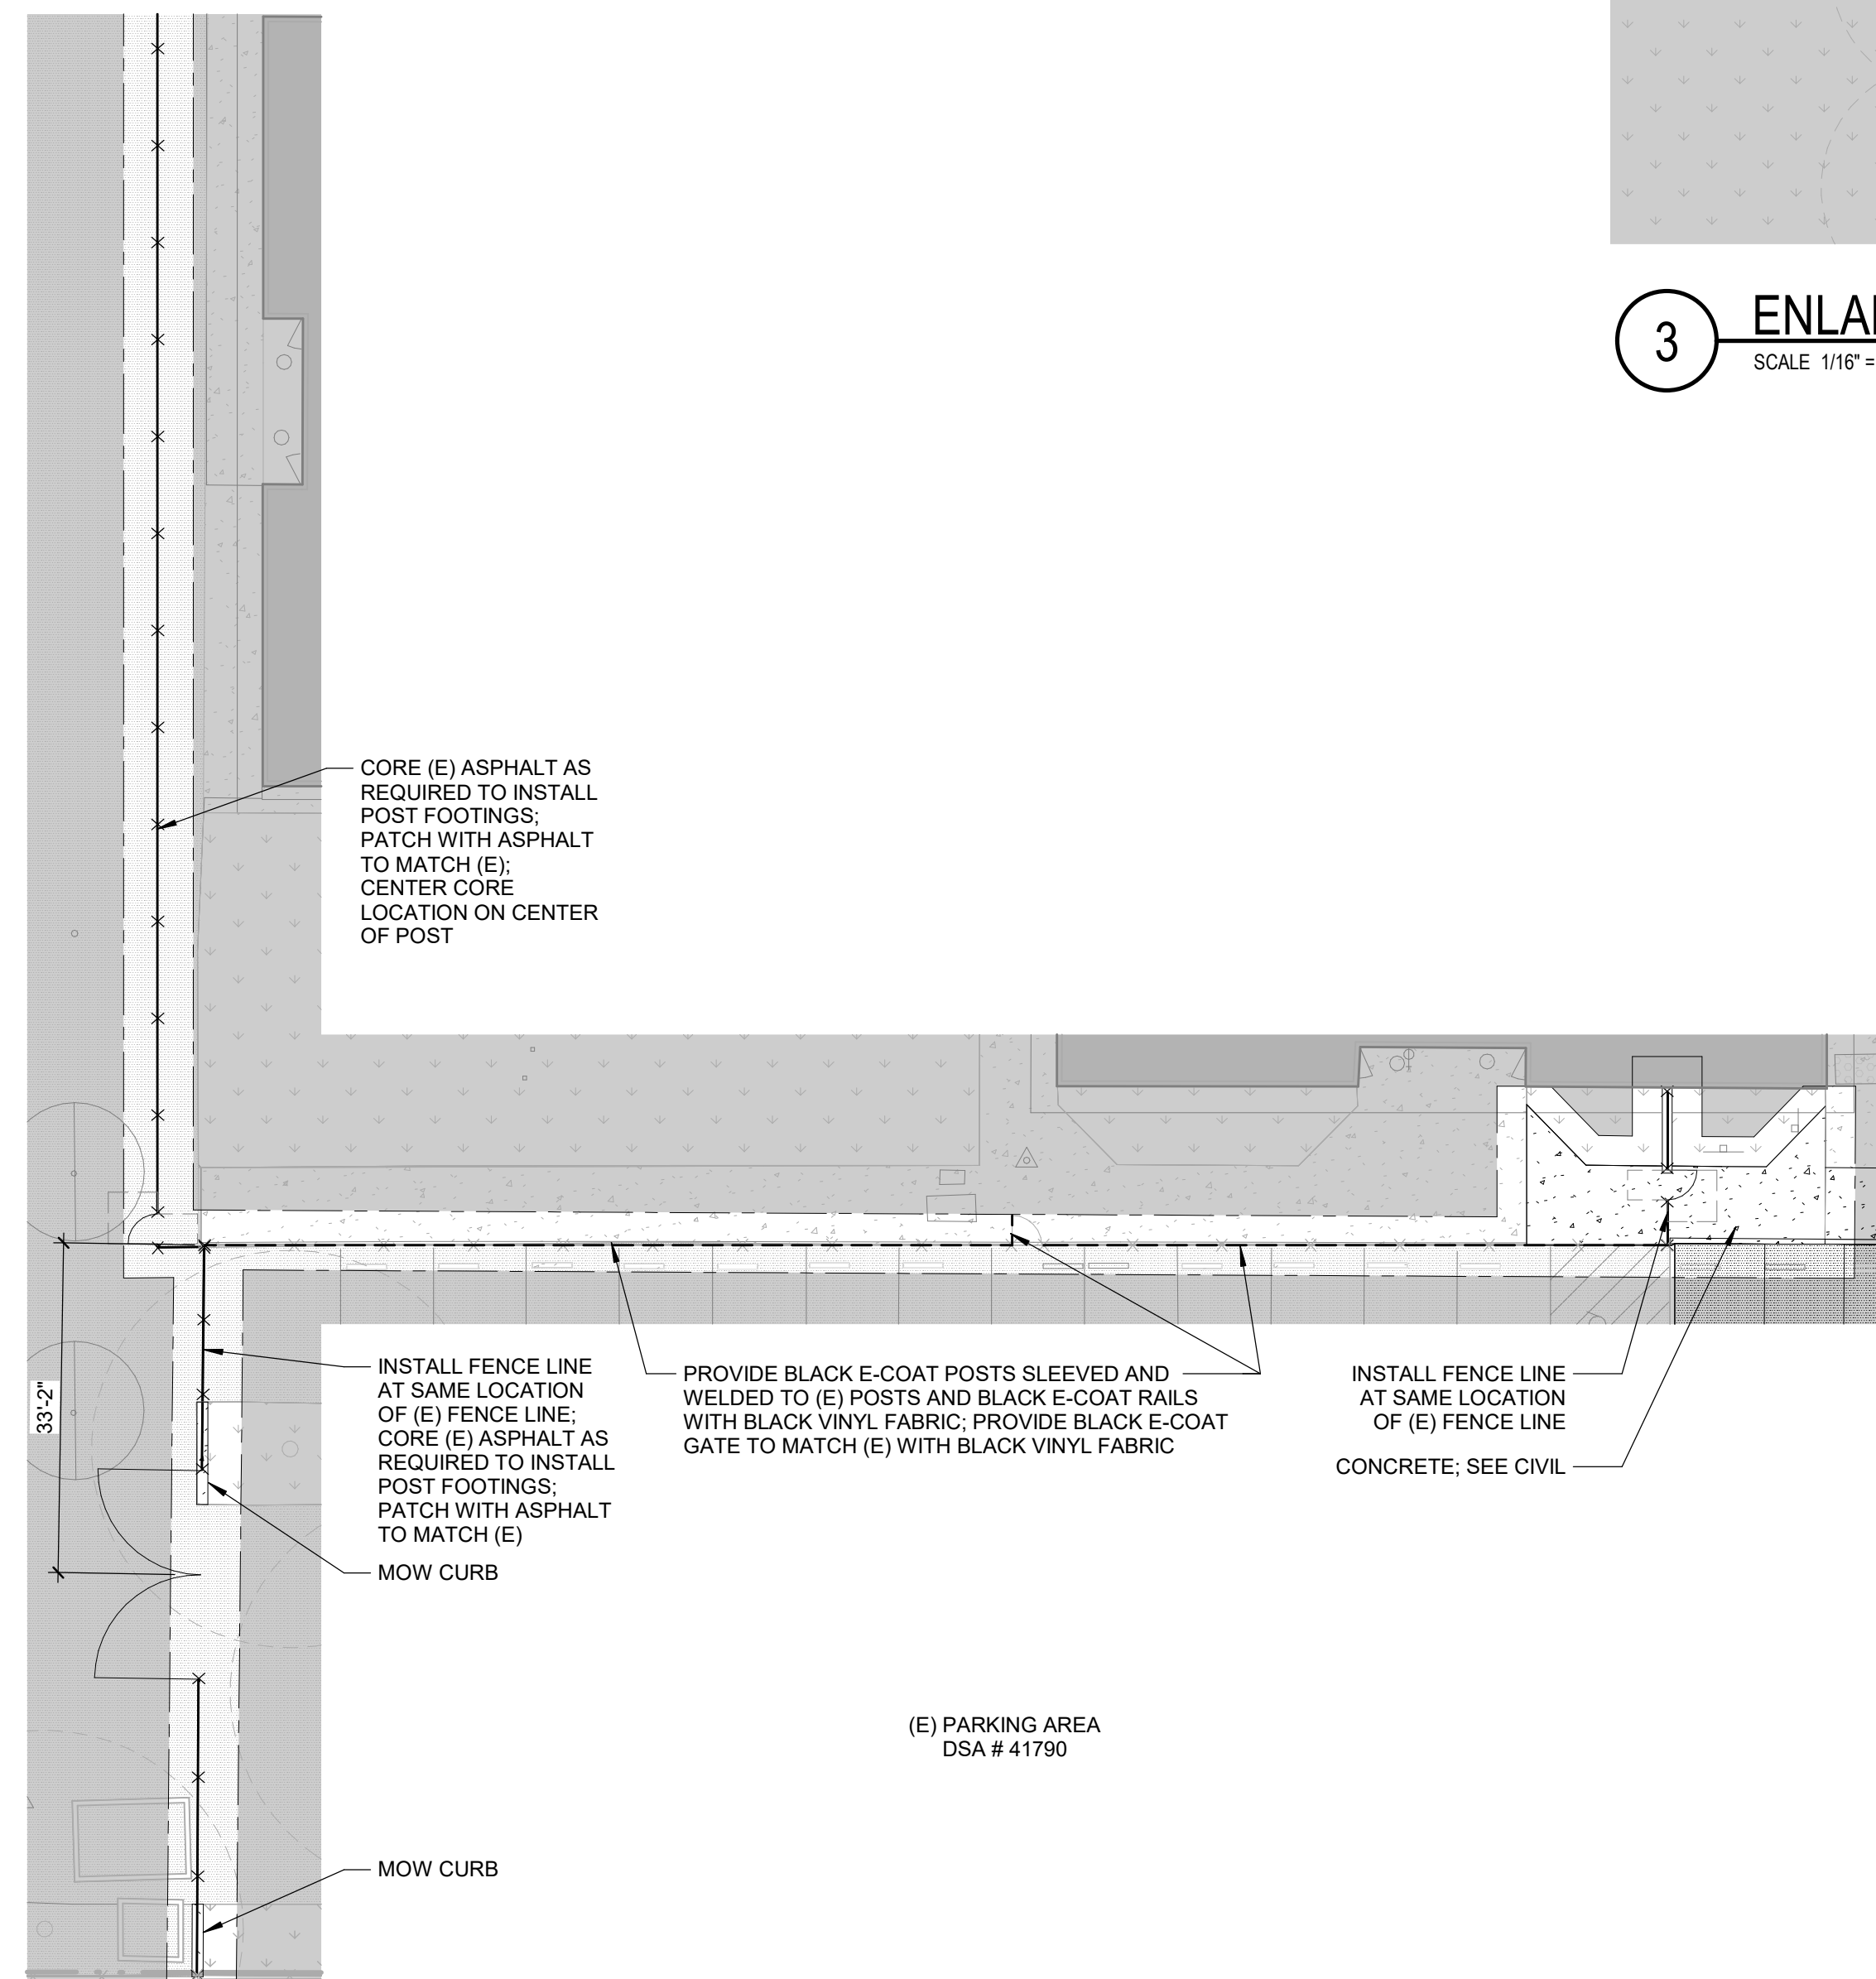 3
ENLA
SCALE 1/16" =
CORE (E) ASPHALT AS
REQUIRED TO INSTALL
POST FOOTINGS;
PATCH WITH ASPHALT
TO MATCH (E);
CENTER CORE
LOCATION ON CENTER
OF POST
33'-2"
INSTALL FENCE LINE
AT SAME LOCATION
OF (E) FENCE LINE;
CORE (E) ASPHALT AS
REQUIRED TO INSTALL
POST FOOTINGS;
PATCH WITH ASPHALT
TO MATCH (E)
MOW CURB
PROVIDE BLACK E-COAT POSTS SLEEVED AND
WELDED TO (E) POSTS AND BLACK E-COAT RAILS
WITH BLACK VINYL FABRIC; PROVIDE BLACK E-COAT
GATE TO MATCH (E) WITH BLACK VINYL FABRIC
INSTALL FENCE LINE
AT SAME LOCATION
OF (E) FENCE LINE
CONCRETE; SEE CIVIL
(E) PARKING AREA
DSA # 41790
MOW CURB